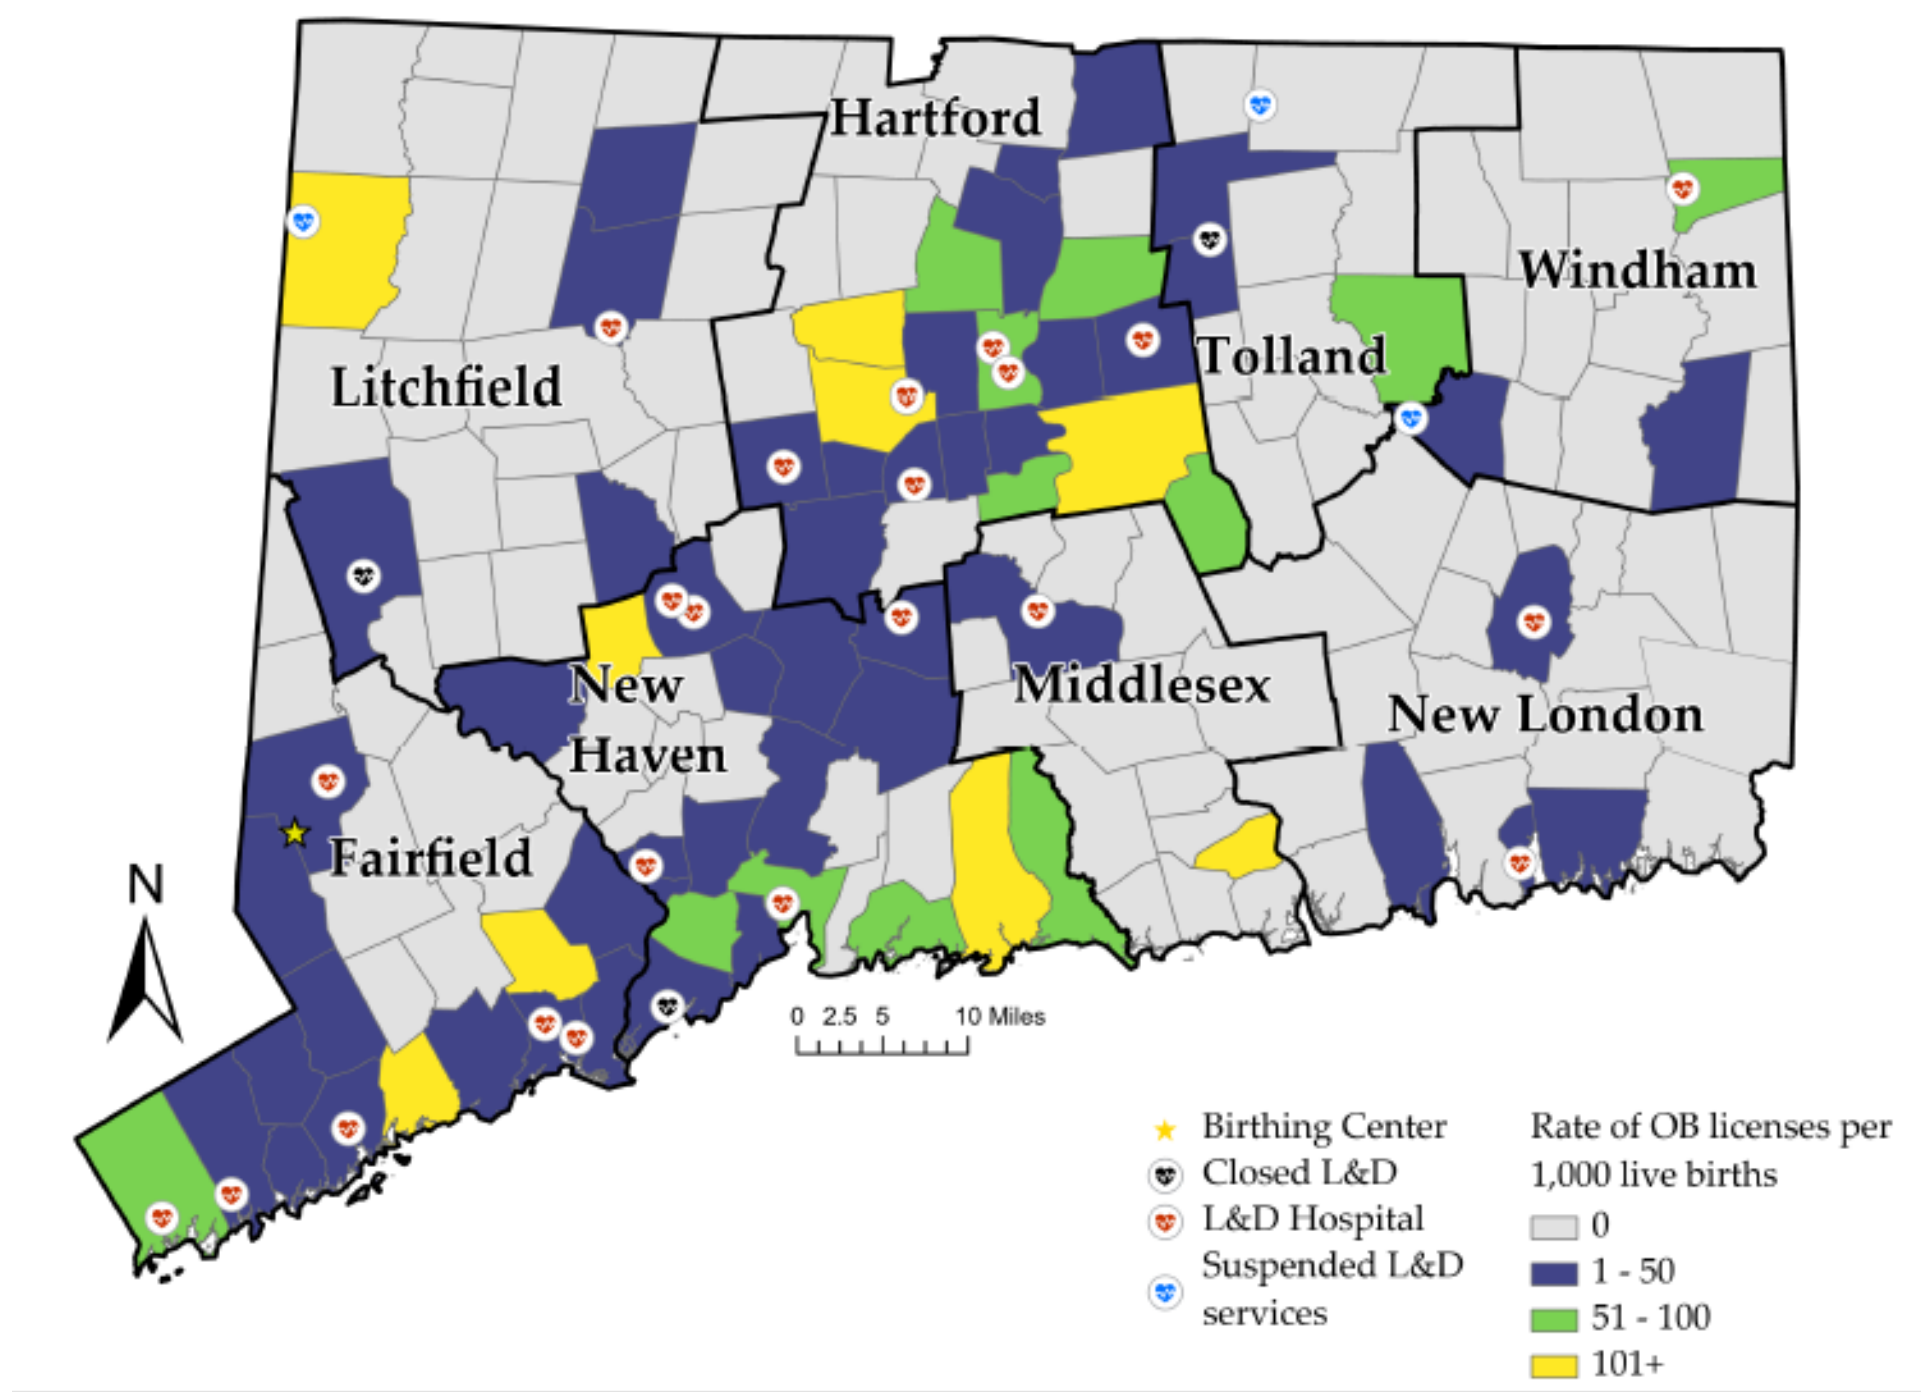 Hartford
Windham
Tolland
Litchfield
New
Haven
Middlesex
New London
Fairfield
N
0 2.5 5 10 Miles
Birthing Center
Closed L&D
L&D Hospital
Suspended L&D
services
Rate of OB licenses per
1,000 live births
0
1 - 50
51 - 100
101+